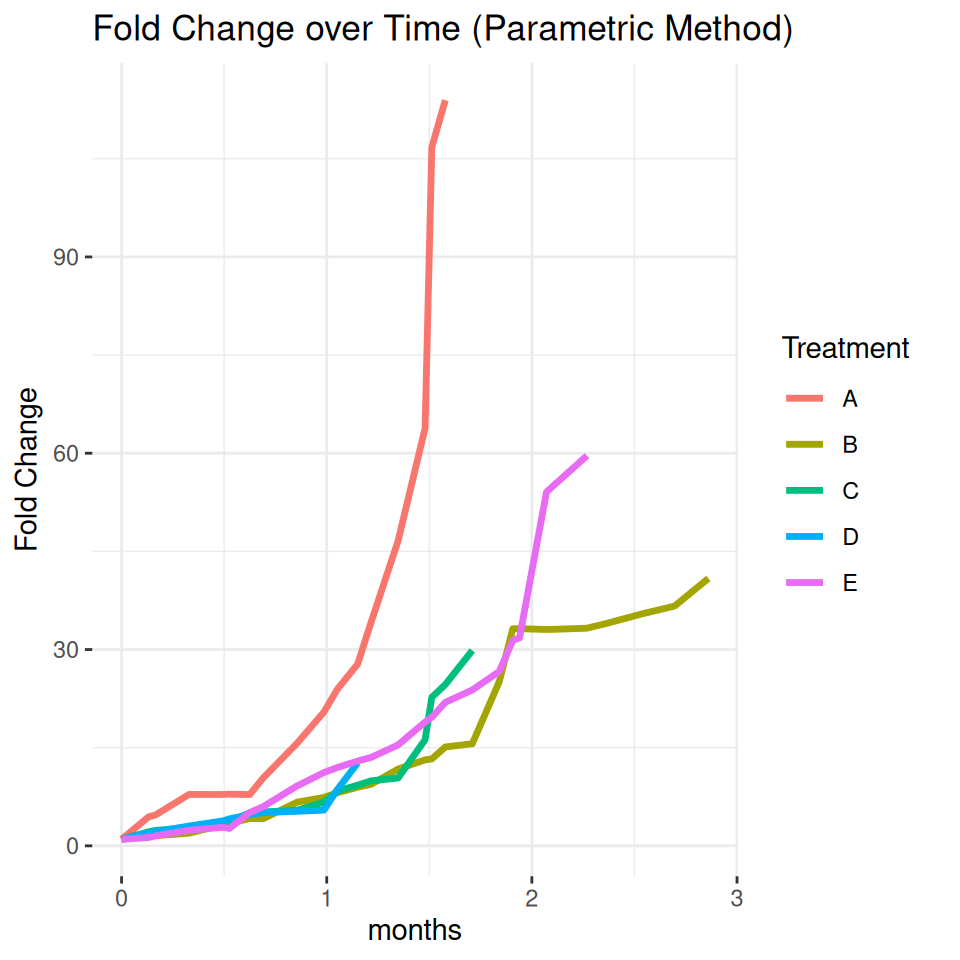 Fold Change over Time (Parametric Method)
Fold Change
90
60
30
0
0 1 2 3
months
Treatment
A
B
C
D
E